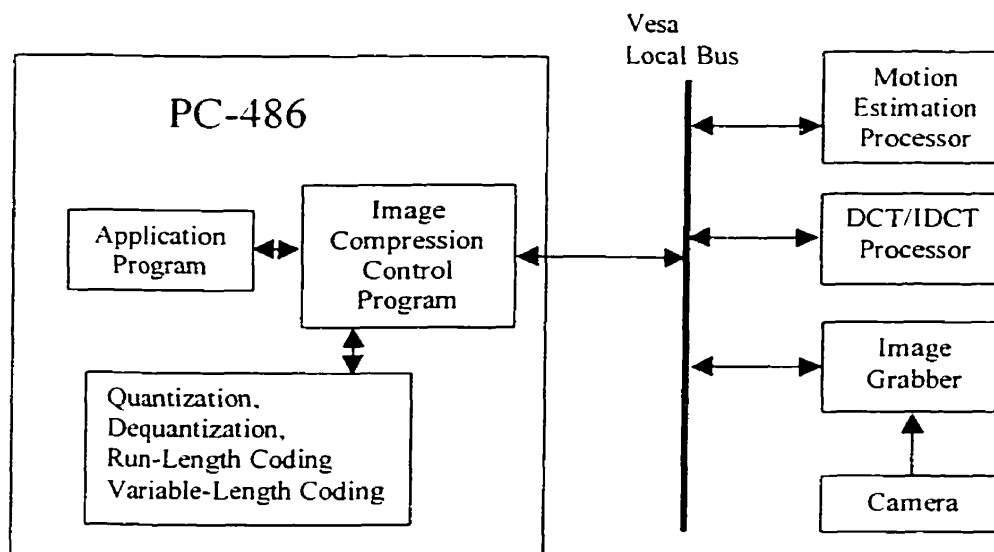 Vesa
Local Bus
PC-486
Application
Program
Image
Compression
Control
Program
Quantization,
Dequantization,
Run-Length Coding
Variable-Length Coding
Motion
Estimation
Processor
DCT/IDCT
Processor
Image
Grabber
Camera